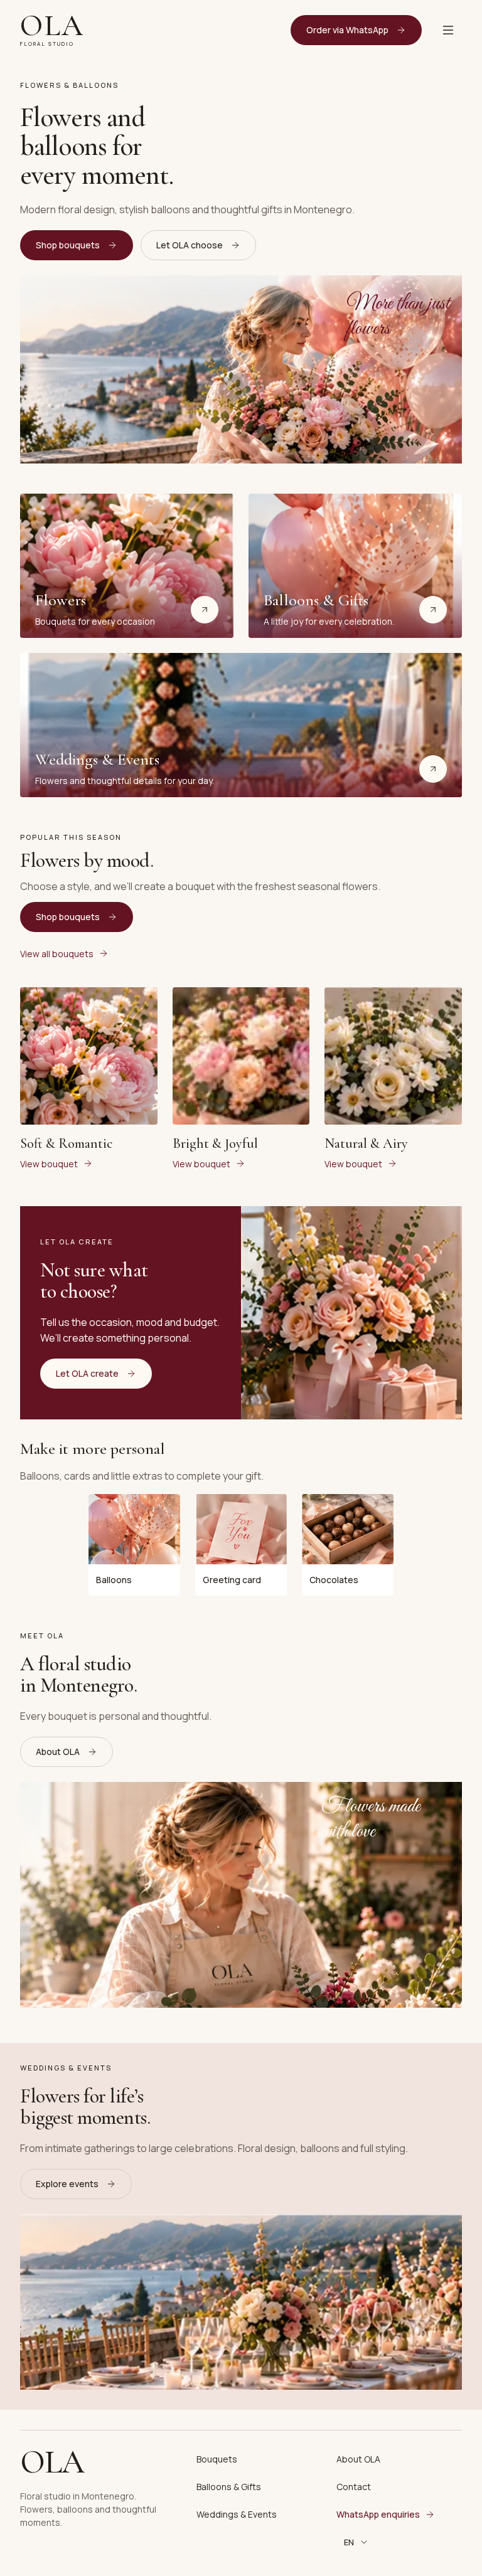 OLA
FLORAL STUDIO
Order via WhatsApp
FLOWERS & BALLOONS
Flowers and
balloons for
every moment.
Modern floral design, stylish balloons and thoughtful gifts in Montenegro.
Shop bouquets
Let OLA choose
More than just
flowers
Flowers
Bouquets for every occasion
Balloons & Gifts
A little joy for every celebration.
Weddings & Events
Flowers and thoughtful details for your day.
POPULAR THIS SEASON
Flowers by mood.
Choose a style, and we'll create a bouquet with the freshest seasonal flowers.
Shop bouquets
View all bouquets
Soft & Romantic
View bouquet
Bright & Joyful
View bouquet
Natural & Airy
View bouquet
LET OLA CREATE
Not sure what
to choose?
Tell us the occasion, mood and budget.
We'll create something personal.
Let OLA create
Make it more personal
Balloons, cards and little extras to complete your gift.
For
You
Balloons
Greeting card
Chocolates
MEET OLA
A floral studio
in Montenegro.
Every bouquet is personal and thoughtful.
About OLA
Flowers made
with love
OLA
FLORAL STUDIO
WEDDINGS & EVENTS
Flowers for life's
biggest moments.
From intimate gatherings to large celebrations. Floral design, balloons and full styling.
Explore events
OLA
Floral studio in Montenegro.
Flowers, balloons and thoughtful
moments.
Bouquets
Balloons & Gifts
Weddings & Events
About OLA
Contact
WhatsApp enquiries
EN